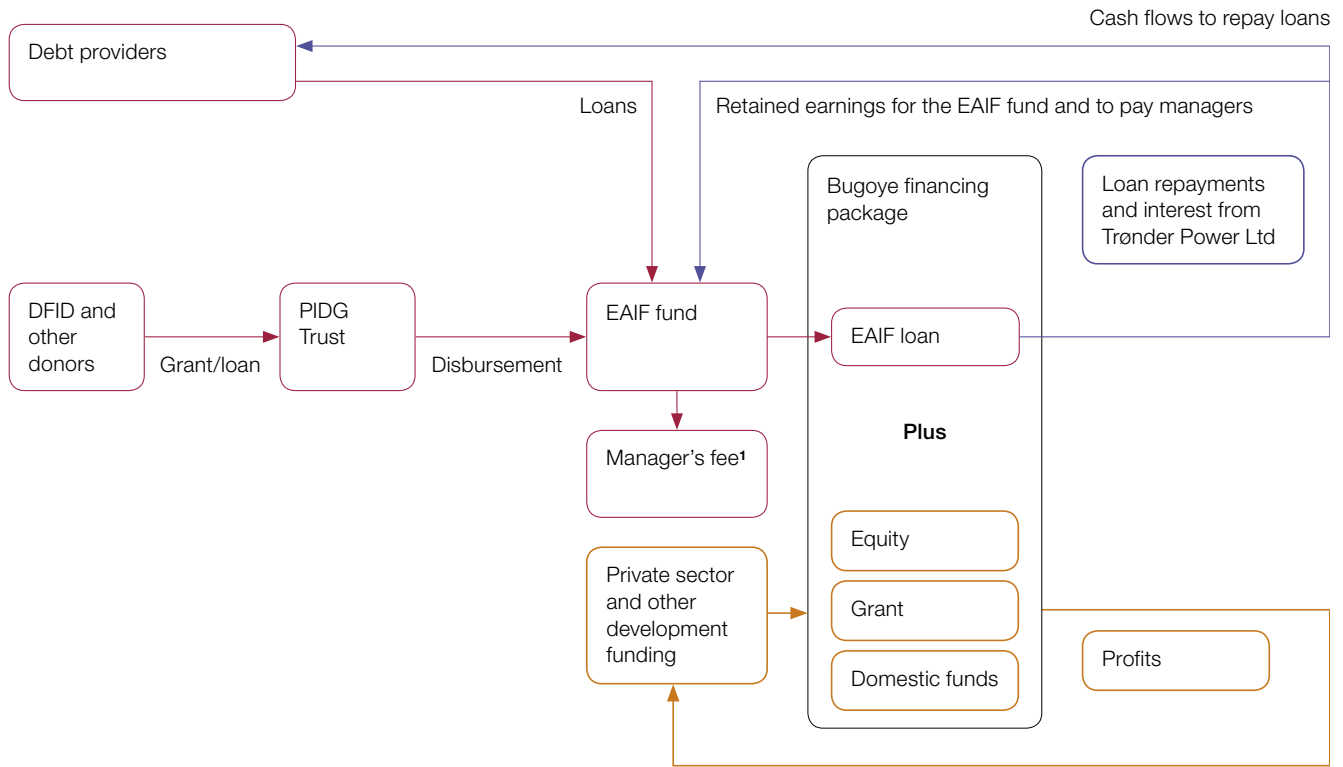 Cash flows to repay loans
Debt providers
Loans
Retained earnings for the EAIF fund and to pay managers
Bugoye financing
package
Loan repayments
and interest from
Trønder Power Ltd
DFID and
other
donors
Grant/loan
PIDG
Trust
Disbursement
EAIF fund
EAIF loan
Plus
Manager's fee¹
Equity
Private sector
and other
development
funding
Grant
Domestic funds
Profits